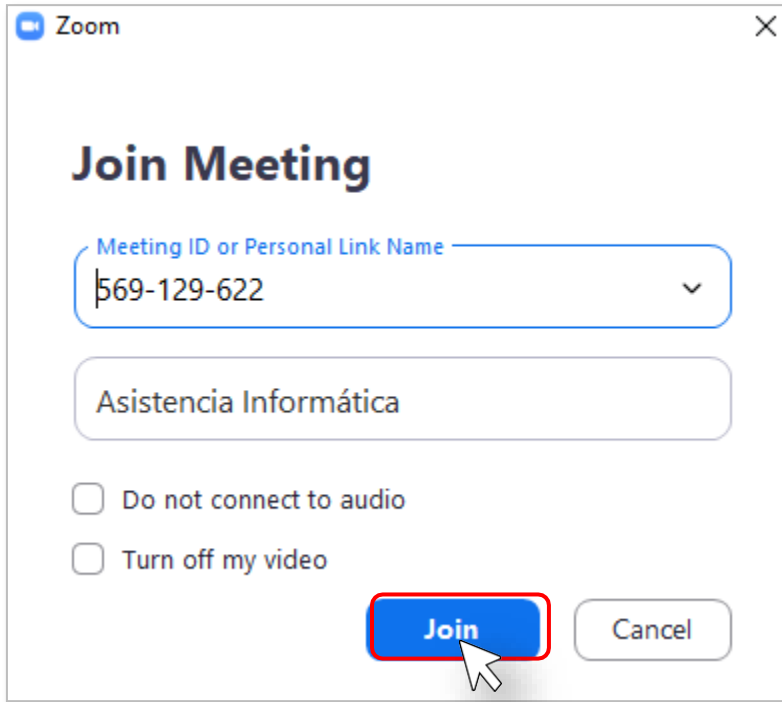 Zoom
Join Meeting
Meeting ID or Personal Link Name
569-129-622
Asistencia Informática
Do not connect to audio
Turn off my video
Join
Cancel